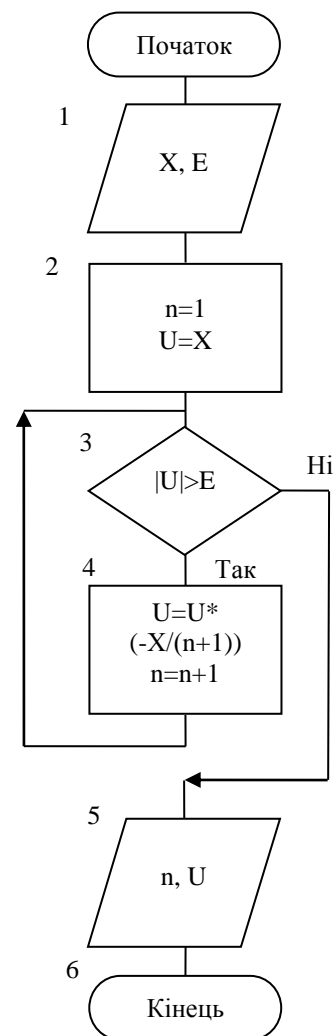 Початок
1
X, E
2
n=1
U=X
3
|U|>E
Ні
4
Так
U=U*
(-X/(n+1))
n=n+1
5
n, U
6
Кінець